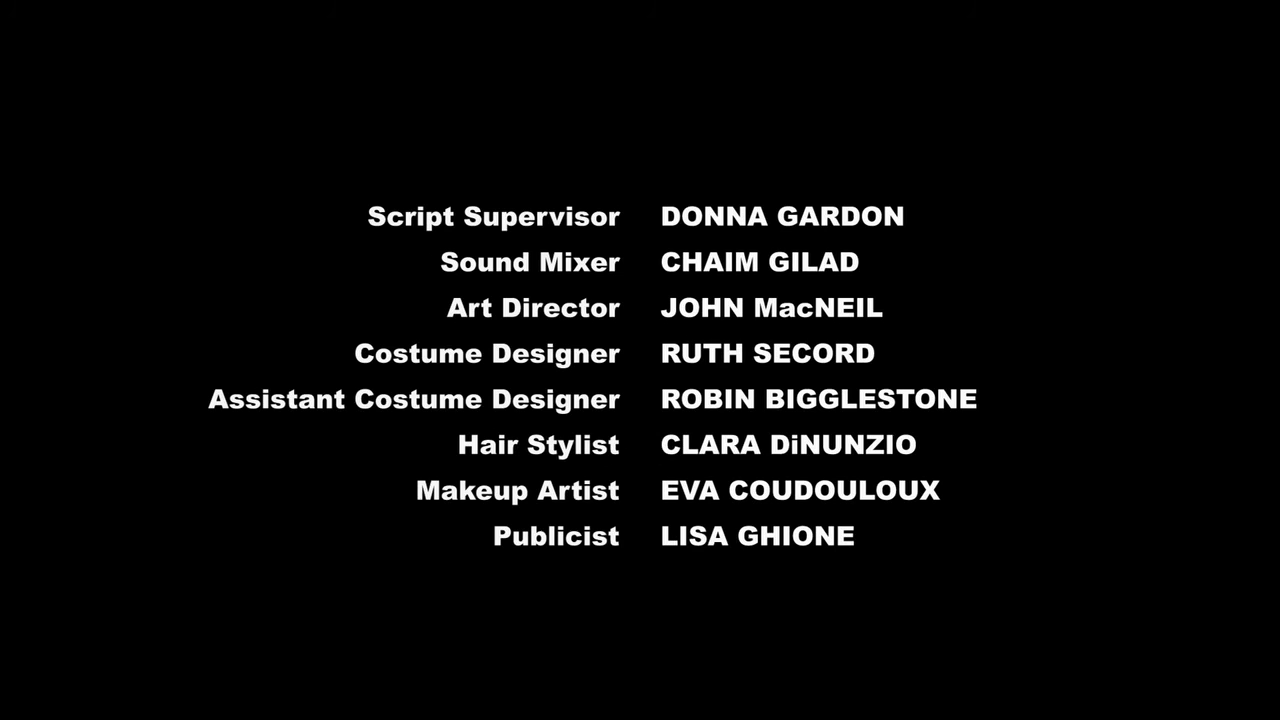 Script Supervisor DONNA GARDON
Sound Mixer CHAIM GILAD
Art Director JOHN MacNEIL
Costume Designer RUTH SECORD
Assistant Costume Designer ROBIN BIGGLESTONE
Hair Stylist CLARA DiNUNZIO
Makeup Artist EVA COUDOULOUX
Publicist LISA GHIONE